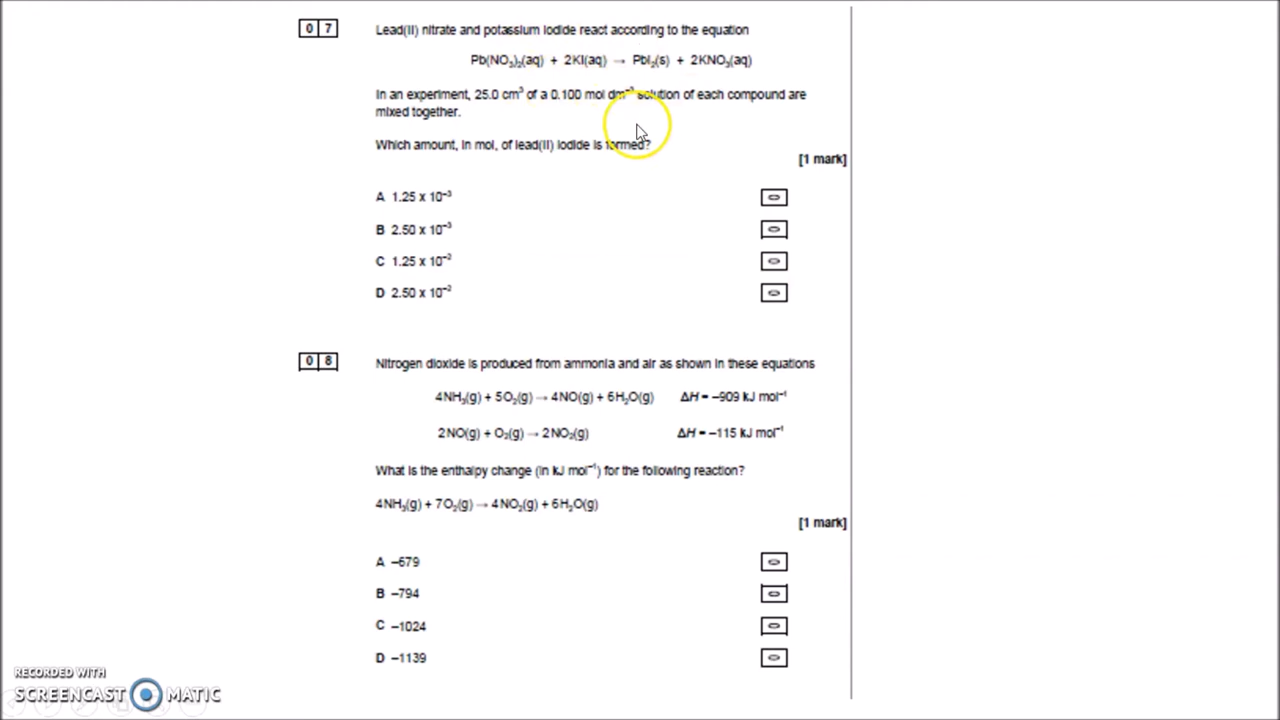 0 7
Lead(II) nitrate and potassium iodide react according to the equation
Pb(NO₃)₂(aq) + 2KI(aq) → PbI₂(s) + 2KNO₃(aq)
In an experiment, 25.0 cm³ of a 0.100 mol dm⁻³ solution of each compound are
mixed together.
Which amount, in mol, of lead(II) iodide is formed?
[1 mark]
A 1.25 x 10⁻³
B 2.50 x 10⁻³
C 1.25 x 10⁻²
D 2.50 x 10⁻²
0 8
Nitrogen dioxide is produced from ammonia and air as shown in these equations
4NH₃(g) + 5O₂(g) → 4NO(g) + 6H₂O(g) ΔH = –909 kJ mol⁻¹
2NO(g) + O₂(g) → 2NO₂(g) ΔH = –115 kJ mol⁻¹
What is the enthalpy change (in kJ mol⁻¹) for the following reaction?
4NH₃(g) + 7O₂(g) → 4NO₂(g) + 6H₂O(g)
[1 mark]
A –679
B –794
C –1024
D –1139
RECORDED WITH
SCREENCAST MATIC